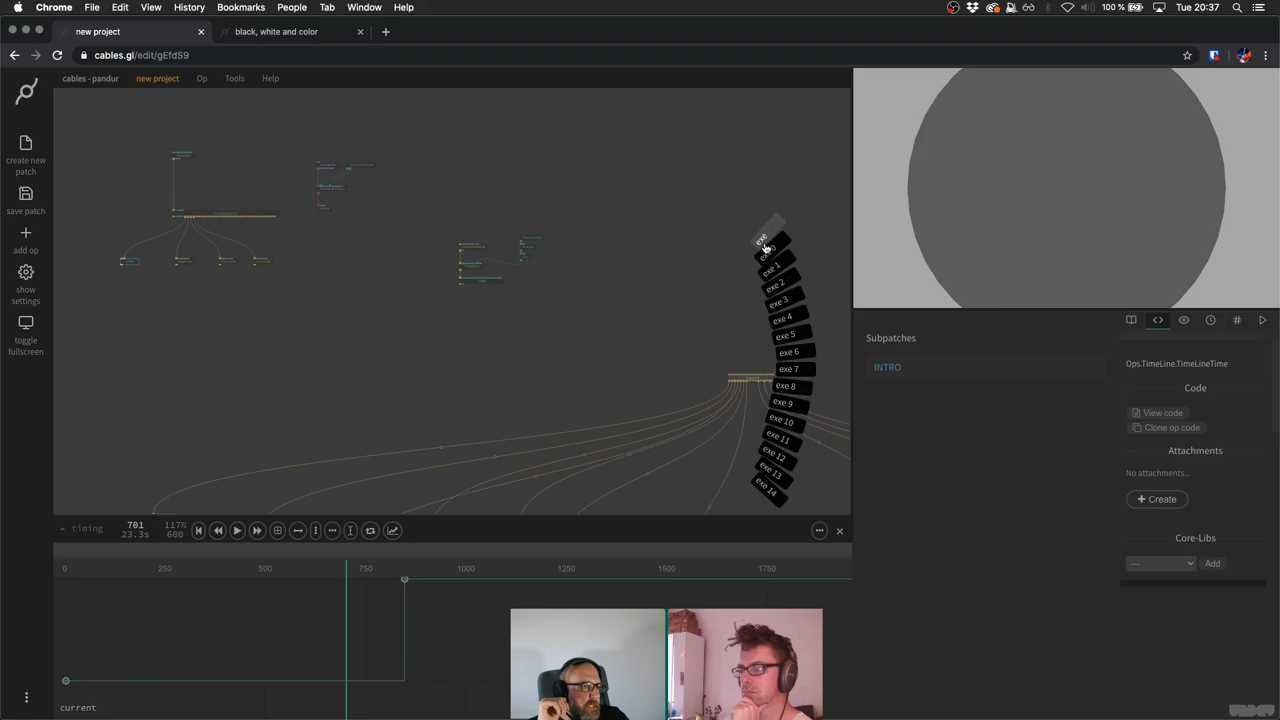 Chrome File Edit View History Bookmarks People Tab Window Help
100 % Tue 20:37
new project
black, white and color
cables.gl/edit/gEfdS9
cables - pandur new project Op Tools Help
create new
patch
save patch
add op
show
settings
toggle
fullscreen
exe
exe 0
exe 1
exe 2
exe 3
exe 4
exe 5
exe 6
exe 7
exe 8
exe 9
exe 10
exe 11
exe 12
exe 13
exe 14
Subpatches
INTRO
Ops.TimeLine.TimeLineTime
Code
View code
Clone op code
Attachments
No attachments...
+ Create
Core-Libs
---
Add
timing
701
23.3s
117%
600
0 250 500 750 1000 1250 1500 1750
current